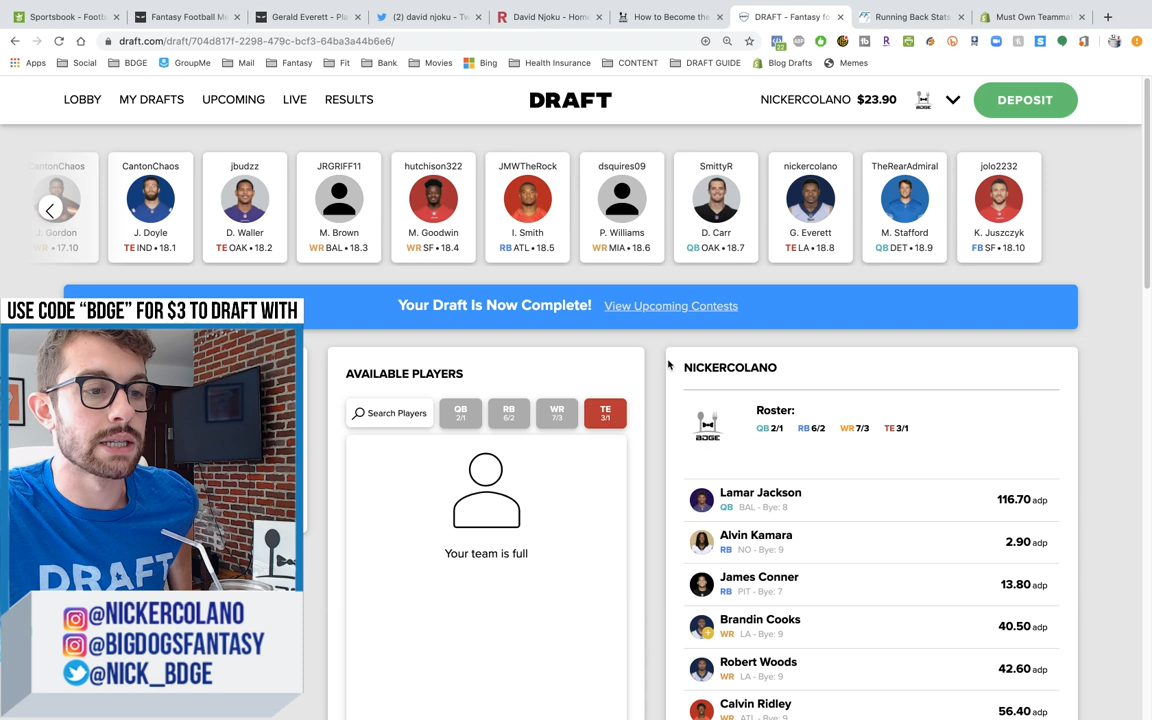 Sportsbook - Footb
Fantasy Football M
Gerald Everett - Pla
(2) david njoku - Tw
David Njoku - Home
How to Become the
DRAFT - Fantasy fo
Running Back Stats
Must Own Teammat
draft.com/draft/704d817f-2298-479c-bcf3-64ba3a44b6e6/
22
Apps Social BDGE GroupMe Mail Fantasy Fit Bank Movies Bing Health Insurance CONTENT DRAFT GUIDE Blog Drafts Memes
LOBBY MY DRAFTS UPCOMING LIVE RESULTS
DRAFT
NICKERCOLANO $23.90
DEPOSIT
CantonChaos
J. Gordon
WR • 17.10
CantonChaos
J. Doyle
TE IND • 18.1
jbudzz
D. Waller
TE OAK • 18.2
JRGRIFF11
M. Brown
WR BAL • 18.3
hutchison322
M. Goodwin
WR SF • 18.4
JMWTheRock
I. Smith
RB ATL • 18.5
dsquires09
P. Williams
WR MIA • 18.6
SmittyR
D. Carr
QB OAK • 18.7
nickercolano
G. Everett
TE LA • 18.8
TheRearAdmiral
M. Stafford
QB DET • 18.9
jolo2232
K. Juszczyk
FB SF • 18.10
Your Draft Is Now Complete! View Upcoming Contests
USE CODE "BDGE" FOR $3 TO DRAFT WITH
DRAFT
@NICKERCOLANO
@BIGDOGSFANTASY
@NICK_BDGE
AVAILABLE PLAYERS
Search Players
QB
2/1
RB
6/2
WR
7/3
TE
3/1
Your team is full
NICKERCOLANO
BDGE
Roster:
QB 2/1 RB 6/2 WR 7/3 TE 3/1
Lamar Jackson
QB BAL - Bye: 8
116.70 adp
Alvin Kamara
RB NO - Bye: 9
2.90 adp
James Conner
RB PIT - Bye: 7
13.80 adp
Brandin Cooks
WR LA - Bye: 9
40.50 adp
Robert Woods
WR LA - Bye: 9
42.60 adp
Calvin Ridley
WR ATL - Bye: 9
56.40 adp